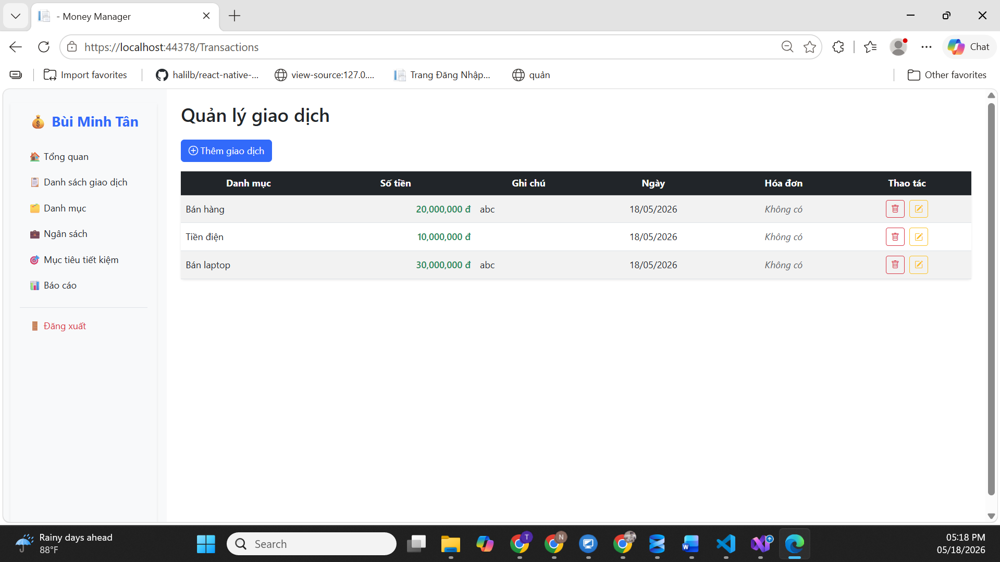 - Money Manager
https://localhost:44378/Transactions
Chat
Import favorites
halilb/react-native-...
view-source:127.0....
Trang Đăng Nhập...
quản
Other favorites
Bùi Minh Tân
Tổng quan
Danh sách giao dịch
Danh mục
Ngân sách
Mục tiêu tiết kiệm
Báo cáo
Đăng xuất
Quản lý giao dịch
Thêm giao dịch
Danh mục Số tiền Ghi chú Ngày Hóa đơn Thao tác
Bán hàng 20,000,000 đ abc 18/05/2026 Không có
Tiền điện 10,000,000 đ 18/05/2026 Không có
Bán laptop 30,000,000 đ abc 18/05/2026 Không có
Rainy days ahead
88°F
Search
T
N
05:18 PM
05/18/2026